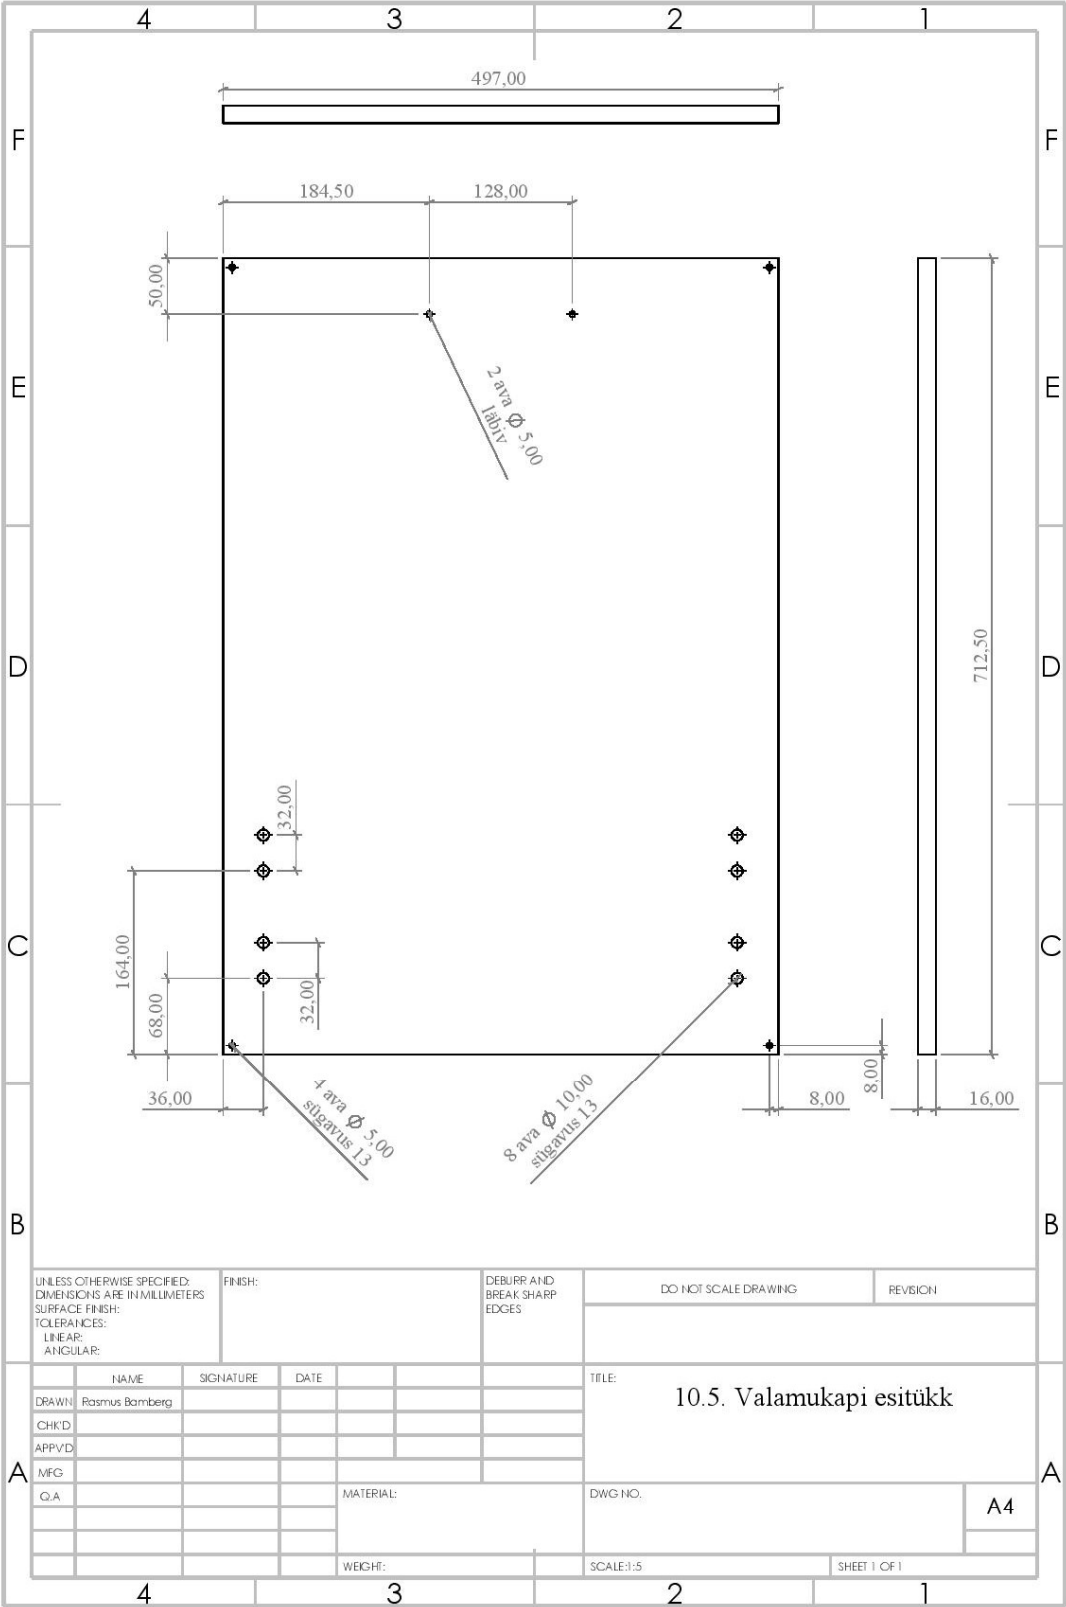 4 3 2 1
497,00
F F
184,50 128,00
50,00
E E
2 ava Ø 5,00
läbiv
D D
712,50
32,00
C C
164,00
68,00
32,00
36,00
4 ava Ø 5,00
sügavus 13
8 ava Ø 10,00
sügavus 13
8,00
8,00
16,00
B B
UNLESS OTHERWISE SPECIFIED:
DIMENSIONS ARE IN MILLIMETERS
SURFACE FINISH:
TOLERANCES:
LINEAR:
ANGULAR:
FINISH:
DEBURR AND
BREAK SHARP
EDGES
DO NOT SCALE DRAWING
REVISION
NAME SIGNATURE DATE
DRAWN Rasmus Bamberg
CHK'D
APPV'D
MFG
Q.A
TITLE:
10.5. Valamukapi esitükk
A A
MATERIAL:
DWG NO.
A4
WEIGHT:
SCALE:1:5
SHEET 1 OF 1
4 3 2 1